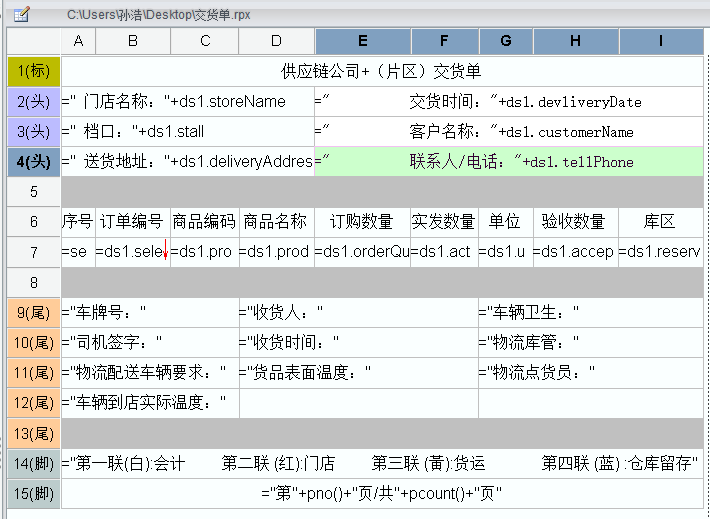 C:\Users\孙浩\Desktop\交货单.rpx
A B C D E F G H I
1(标) 供应链公司+（片区）交货单
2(头) =" 门店名称："+ds1.storeName =" 交货时间："+ds1.devliveryDate
3(头) =" 档口："+ds1.stall =" 客户名称："+ds1.customerName
4(头) =" 送货地址："+ds1.deliveryAddres =" 联系人/电话："+ds1.tellPhone
5
6 序号 订单编号 商品编码 商品名称 订购数量 实发数量 单位 验收数量 库区
7 =se =ds1.sele =ds1.pro =ds1.prod =ds1.orderQu =ds1.act =ds1.u =ds1.accep =ds1.reserv
8
9(尾) ="车牌号：" ="收货人：" ="车辆卫生："
10(尾) ="司机签字：" ="收货时间：" ="物流库管："
11(尾) ="物流配送车辆要求：" ="货品表面温度：" ="物流点货员："
12(尾) ="车辆到店实际温度："
13(尾)
14(脚) ="第一联(白):会计 第二联 (红):门店 第三联 (黃):货运 第四联 (蓝) :仓库留存"
15(脚) ="第"+pno()+"页/共"+pcount()+"页"